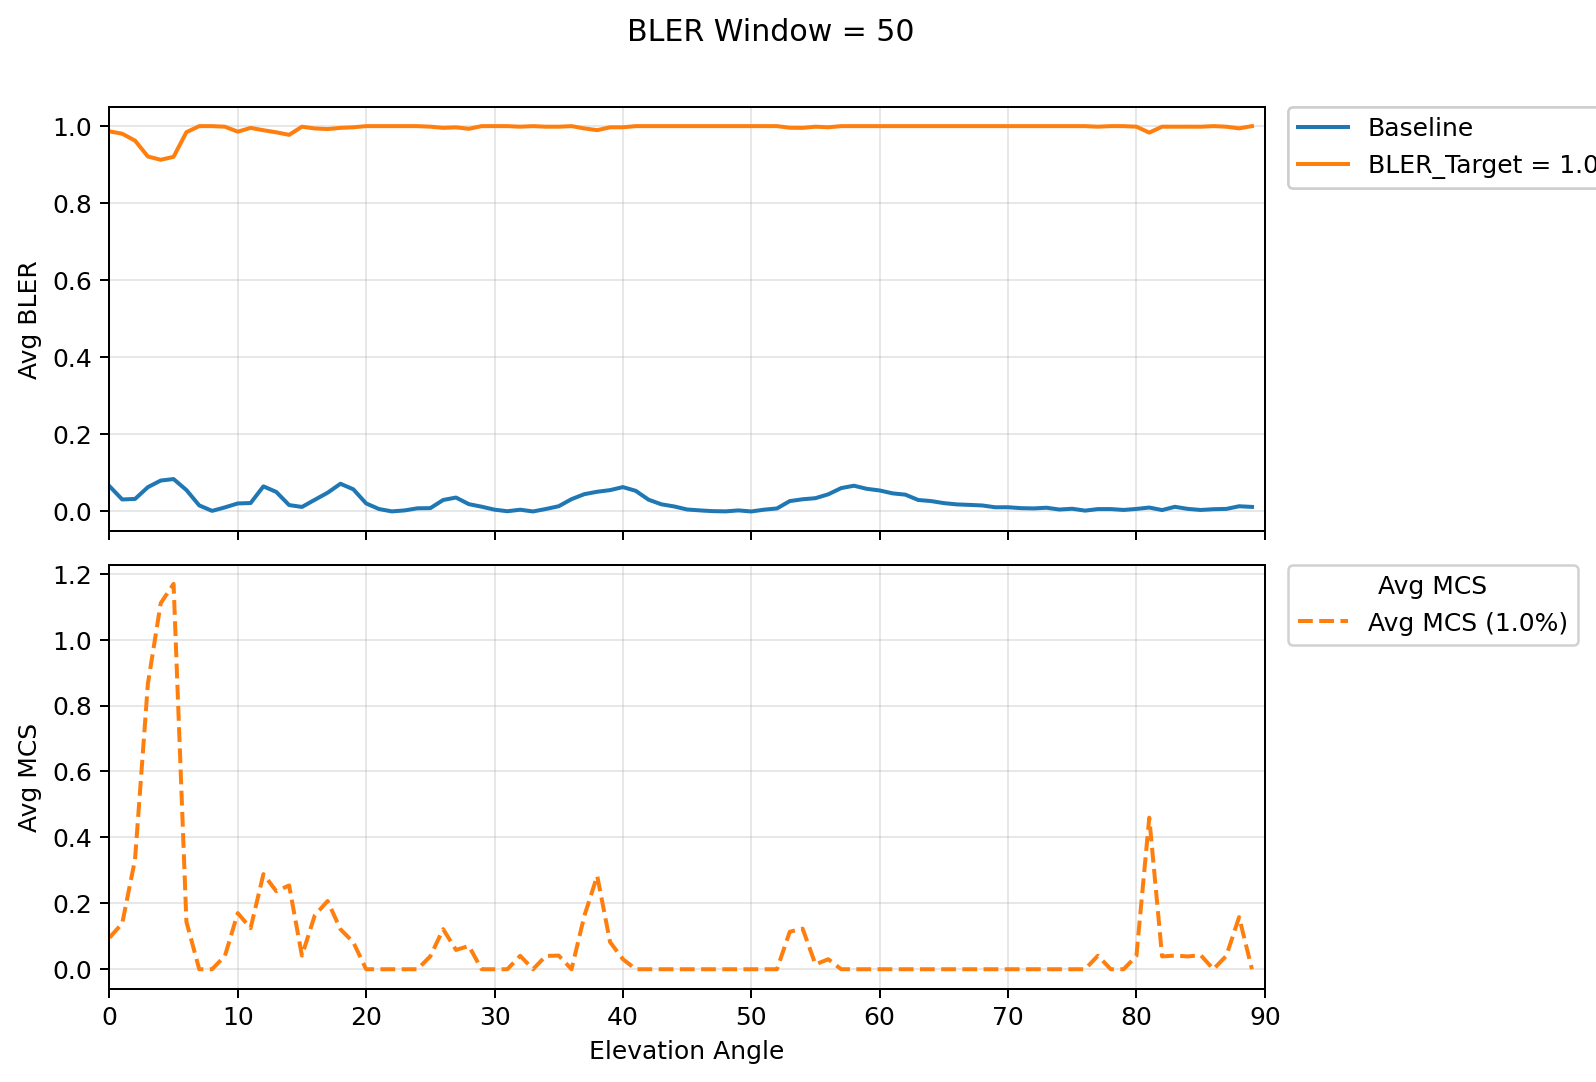 BLER Window = 50
1.0
0.8
0.6
0.4
0.2
0.0
Avg BLER
Baseline
BLER_Target = 1.0
1.2
1.0
0.8
0.6
0.4
0.2
0.0
Avg MCS
Avg MCS
Avg MCS (1.0%)
0 10 20 30 40 50 60 70 80 90
Elevation Angle